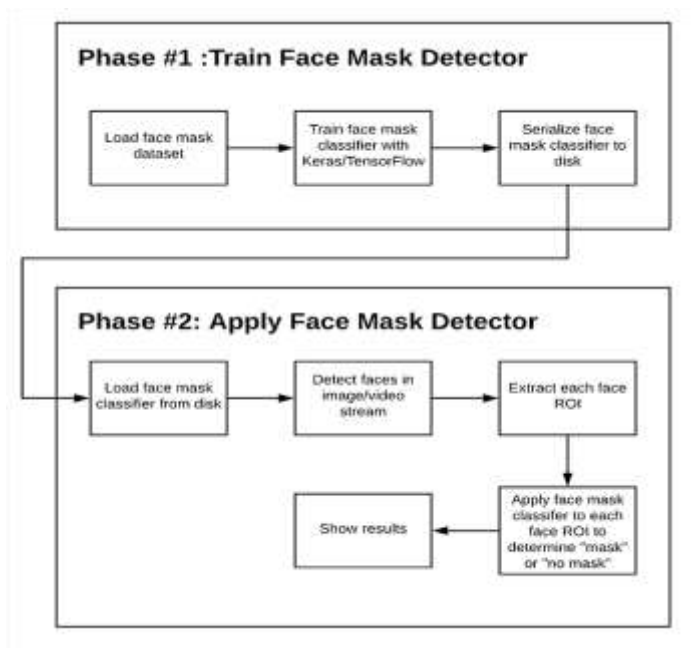 Phase #1 :Train Face Mask Detector
Load face mask
dataset
Train face mask
classifier with
Keras/TensorFlow
Serialize face
mask classifier to
disk
Phase #2: Apply Face Mask Detector
Load face mask
classifier from disk
Detect faces in
image/video
stream
Extract each face
ROI
Apply face mask
classifer to each
face ROI to
determine "mask"
or "no mask"
Show results